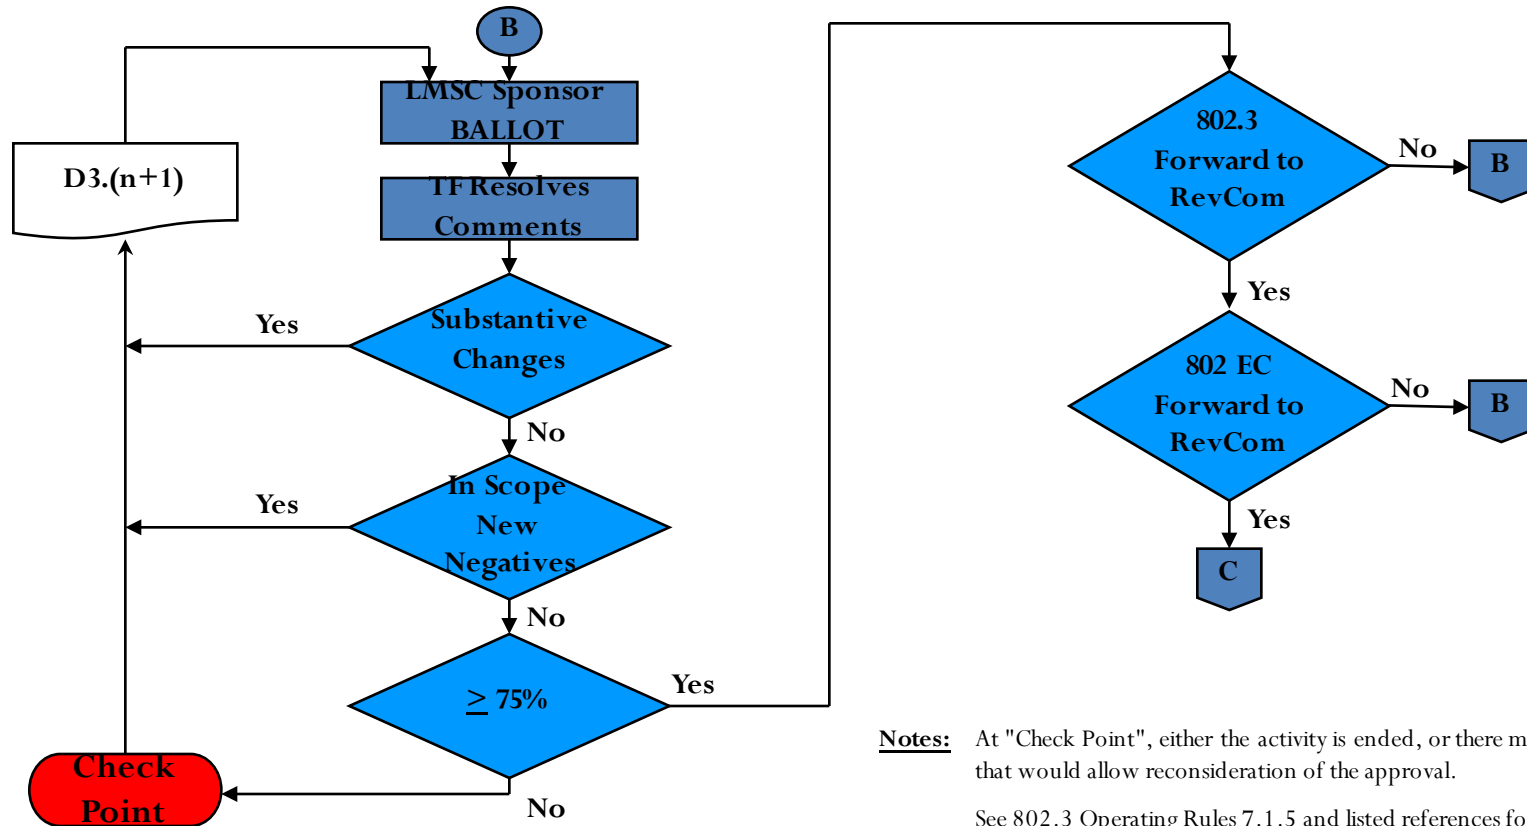 B
LMSC Sponsor
BALLOT
D3.(n+1)
TF Resolves
Comments
Substantive
Changes
Yes
No
In Scope
New
Negatives
Yes
No
≥ 75%
Yes
No
Check
Point
802.3
Forward to
RevCom
No
B
Yes
802 EC
Forward to
RevCom
No
B
Yes
C
Notes: At "Check Point", either the activity is ended, or there m
that would allow reconsideration of the approval.
See 802.3 Operating Rules 7.1.5 and listed references fo